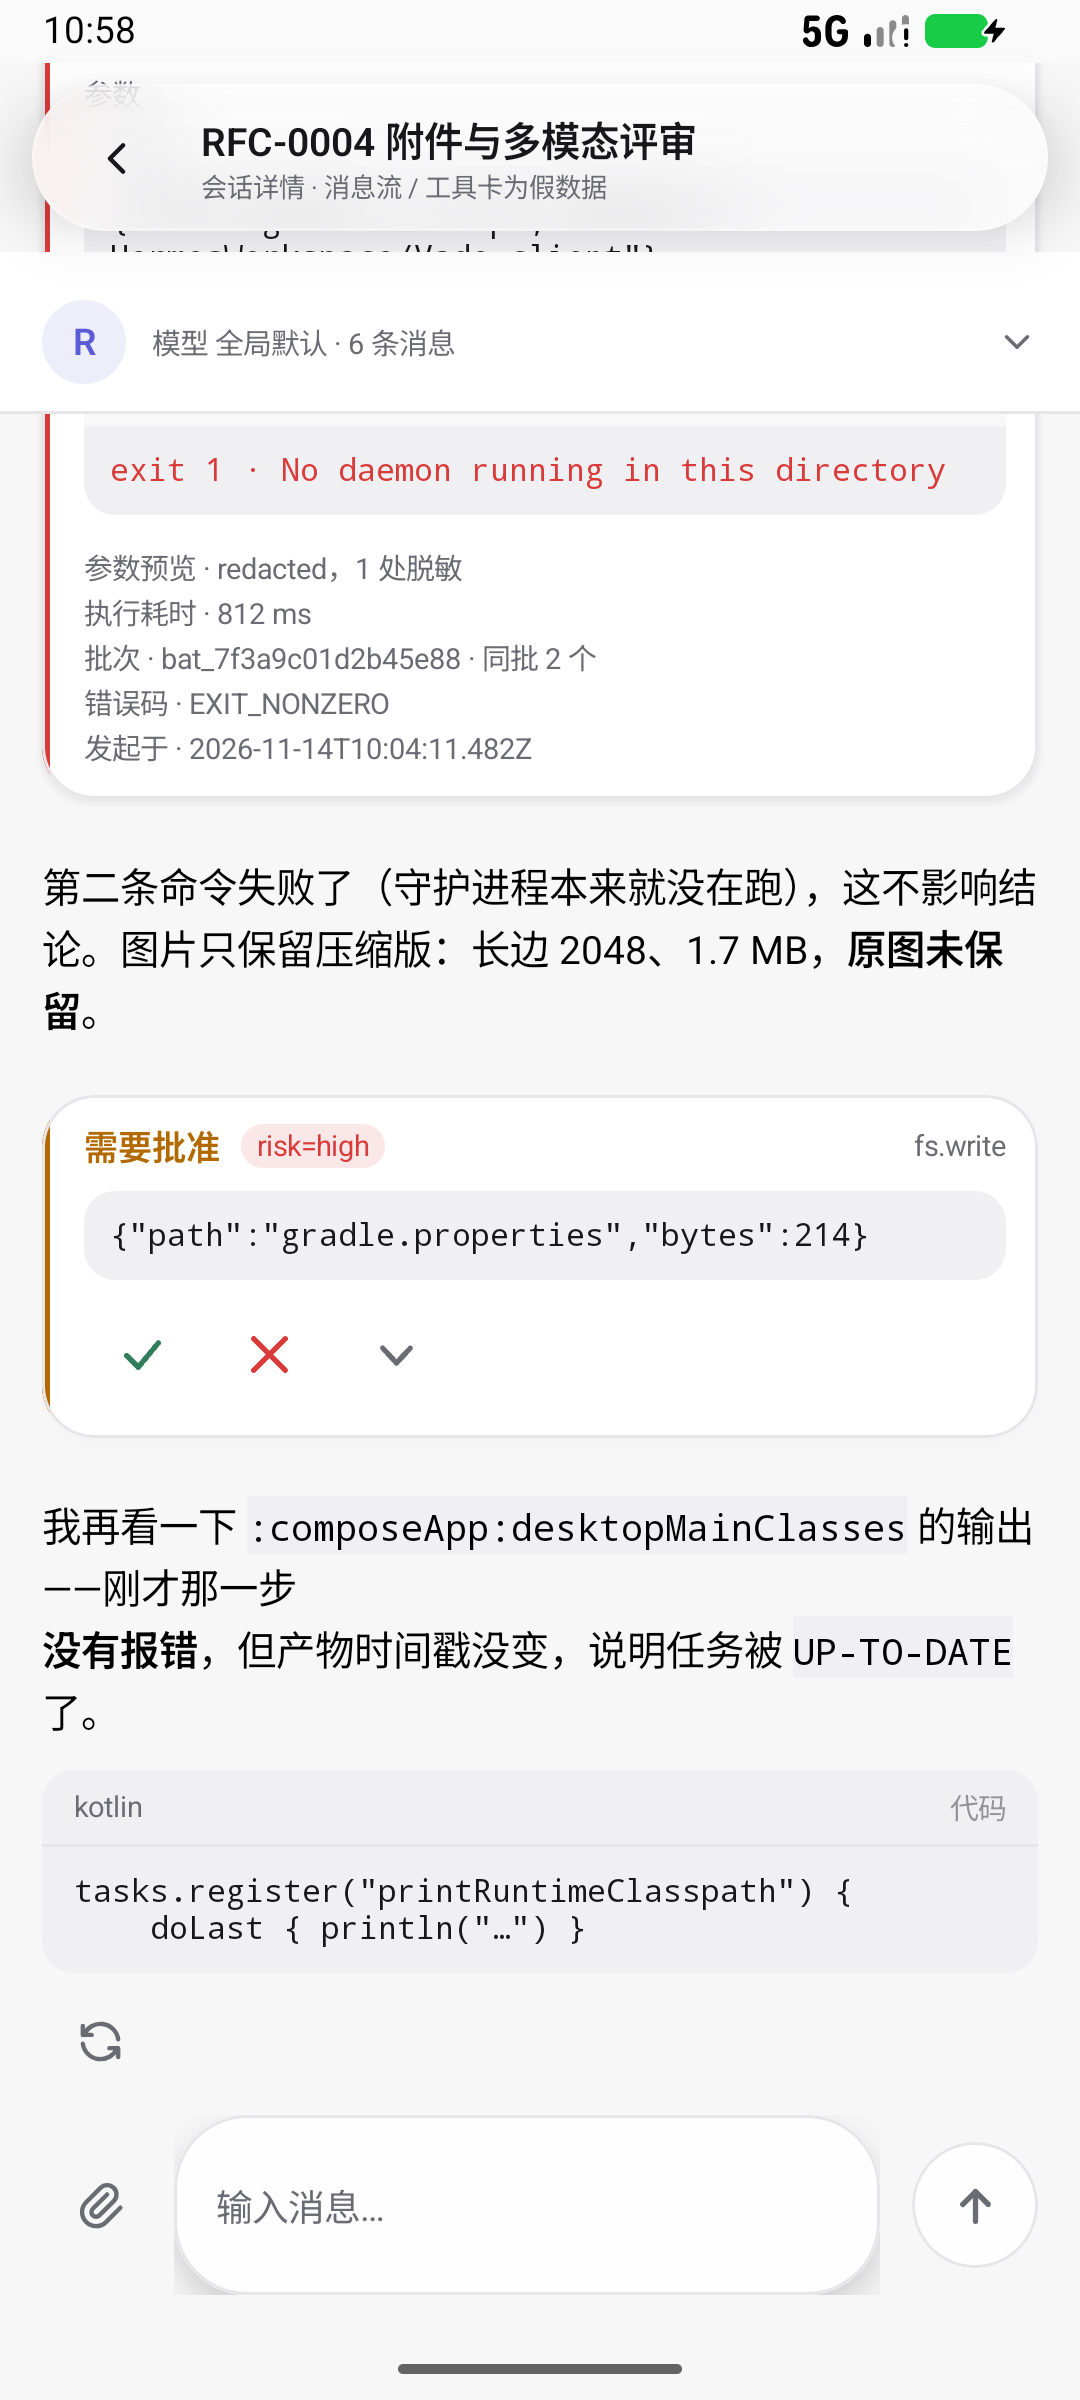 10:58
5G
参数
RFC-0004 附件与多模态评审
会话详情 · 消息流 / 工具卡为假数据
R
模型 全局默认 · 6 条消息
exit 1 · No daemon running in this directory
参数预览 · redacted，1 处脱敏
执行耗时 · 812 ms
批次 · bat_7f3a9c01d2b45e88 · 同批 2 个
错误码 · EXIT_NONZERO
发起于 · 2026-11-14T10:04:11.482Z
第二条命令失败了（守护进程本来就没在跑），这不影响结
论。图片只保留压缩版：长边 2048、1.7 MB，原图未保
留。
需要批准
risk=high
fs.write
{"path":"gradle.properties","bytes":214}
我再看一下 :composeApp:desktopMainClasses 的输出
——刚才那一步
没有报错，但产物时间戳没变，说明任务被 UP-TO-DATE
了。
kotlin
代码
tasks.register("printRuntimeClasspath") {
    doLast { println("…") }
输入消息…